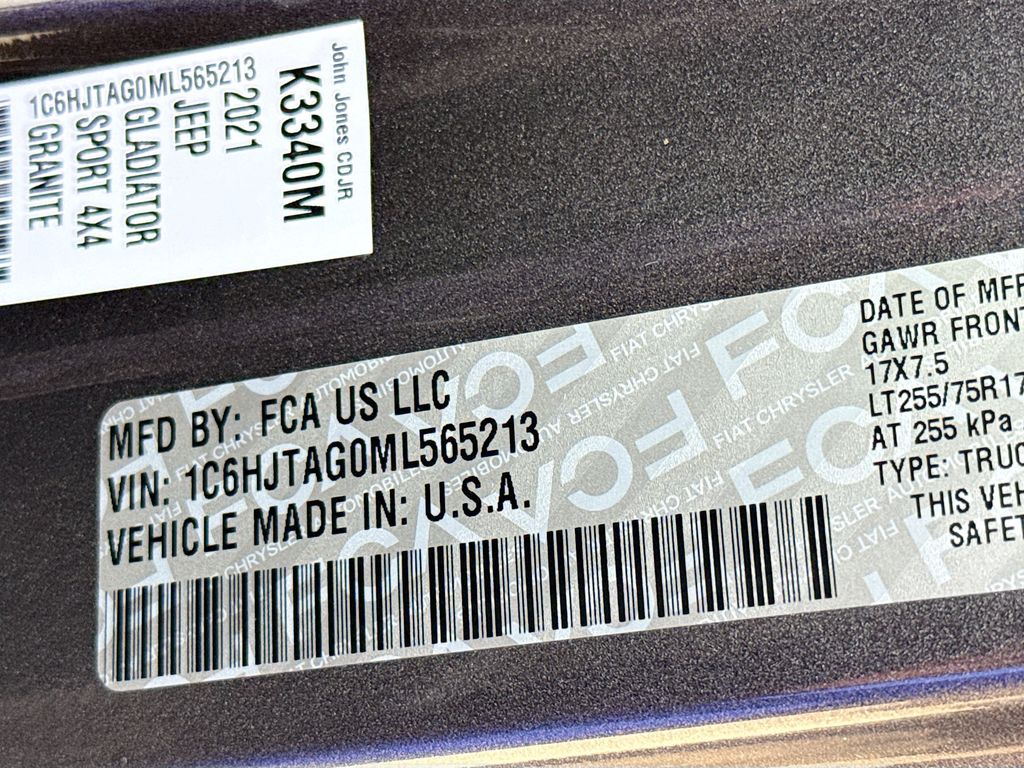 John Jones CDJR
K3340M
1C6HJTAG0ML565213
2021
JEEP
GLADIATOR
SPORT 4X4
GRANITE
MFD BY: FCA US LLC
VIN: 1C6HJTAG0ML565213
VEHICLE MADE IN: U.S.A.
DATE OF MFR
GAWR FRONT
17X7.5
LT255/75R17
AT 255 kPa
TYPE: TRUC
THIS VEH
SAFET